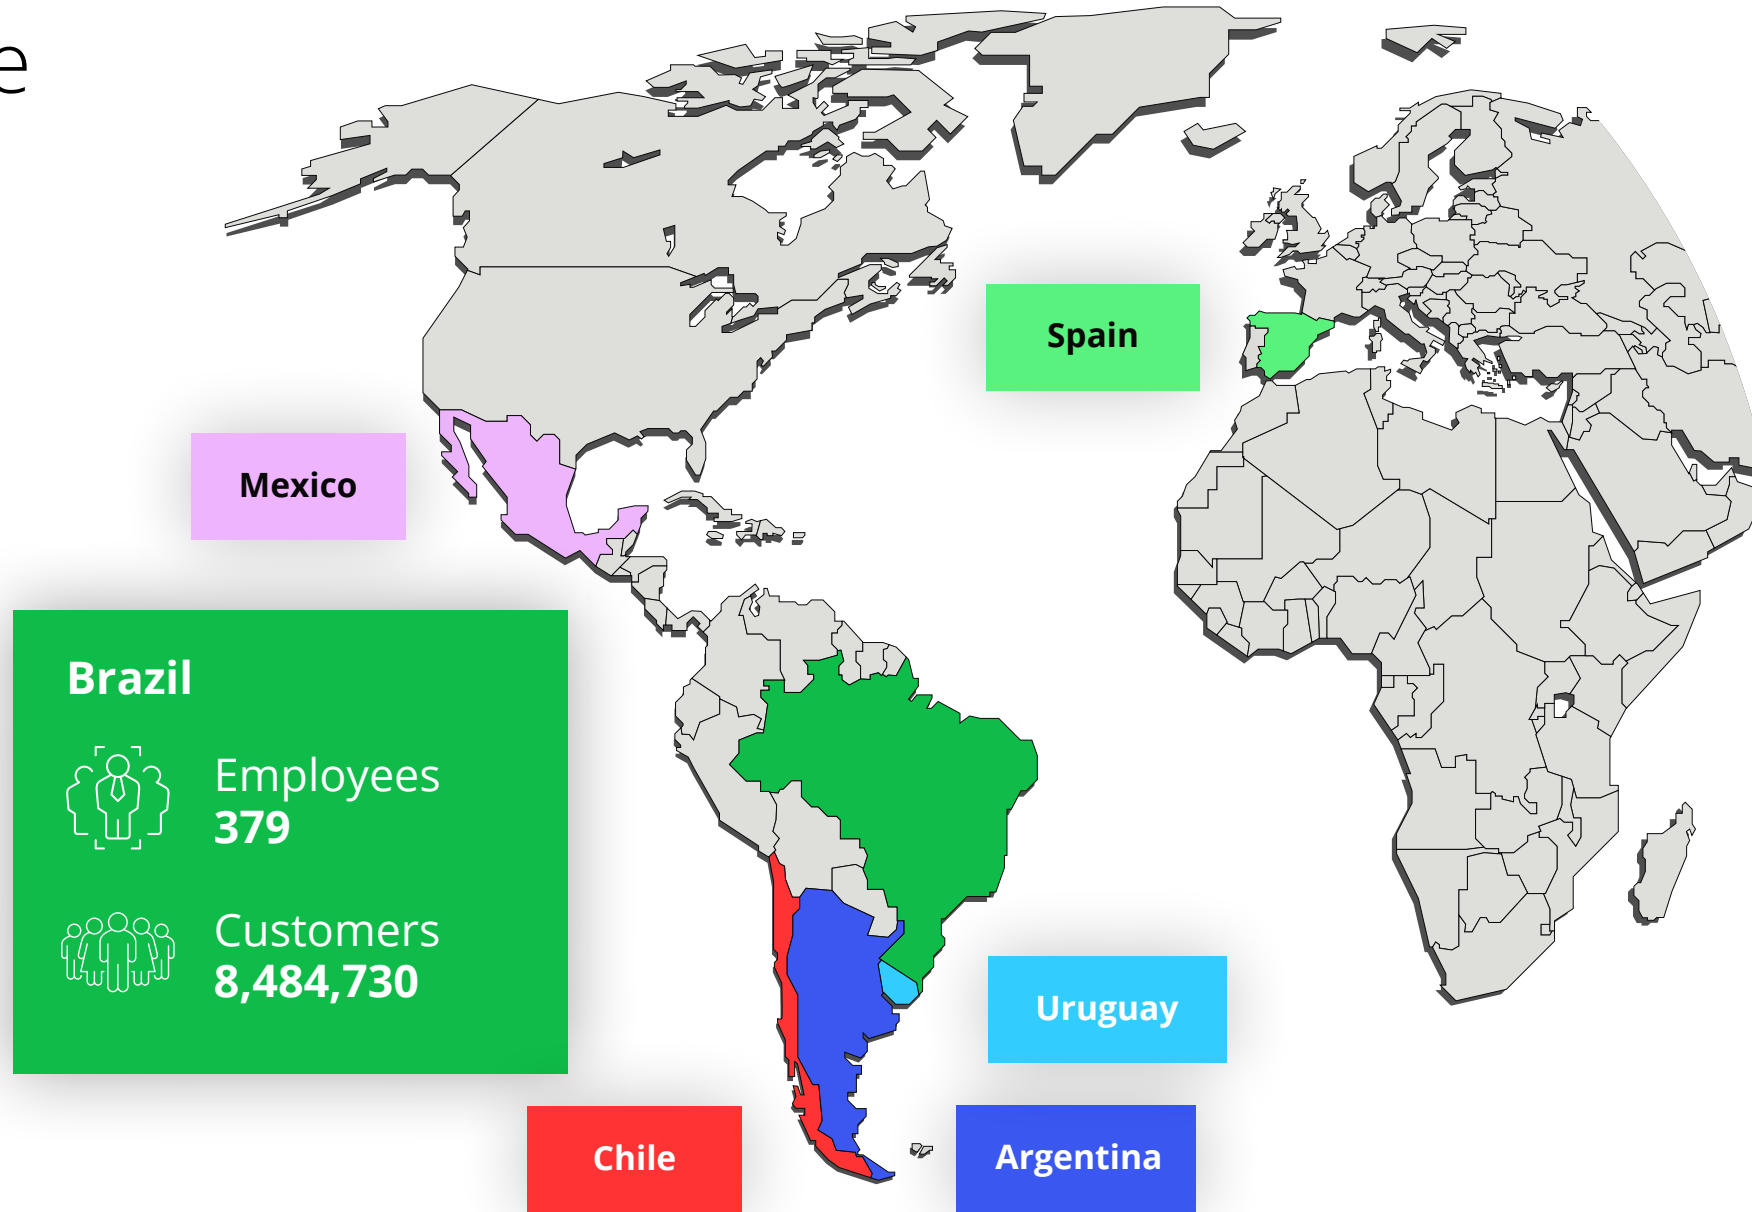 e
Spain
Mexico
Brazil
Employees
379
Customers
8,484,730
Uruguay
Chile
Argentina